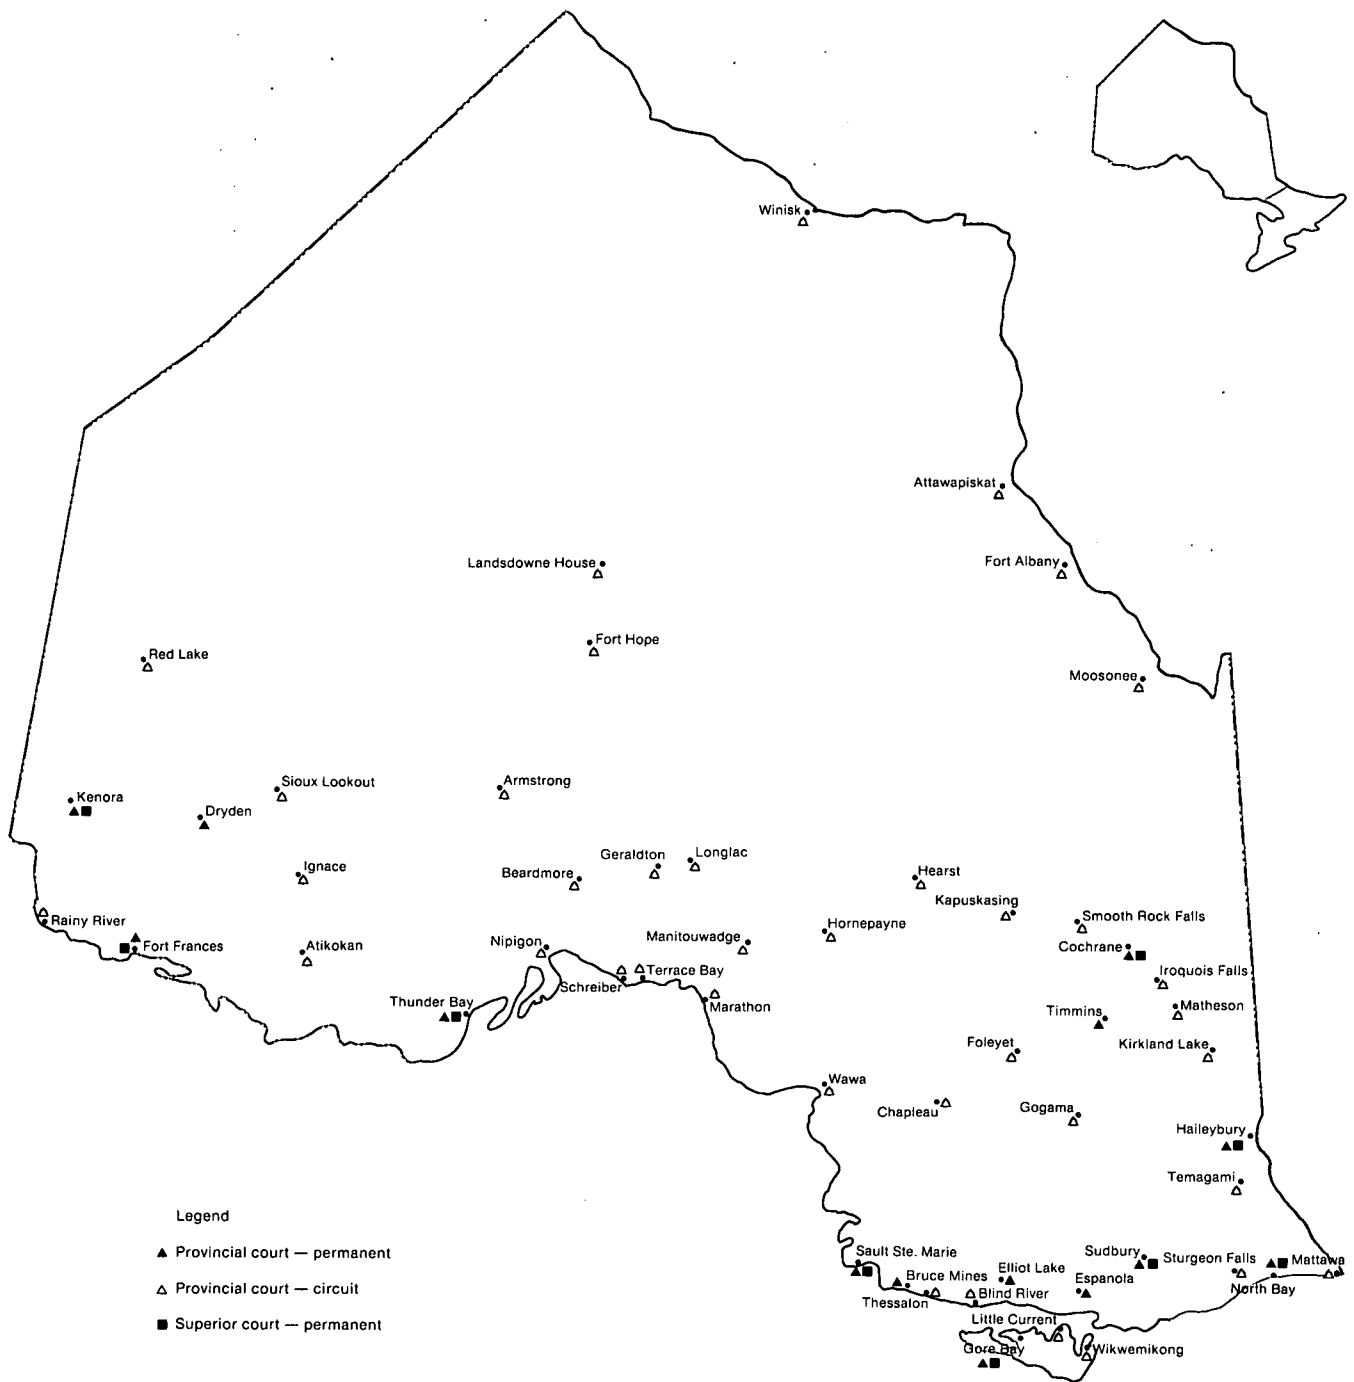 Winisk
Attawapiskat
Landsdowne House
Fort Albany
Fort Hope
Red Lake
Moosonee
Sioux Lookout
Armstrong
Kenora
Dryden
Geraldton
Longlac
Ignace
Beardmore
Hearst
Kapuskasing
Rainy River
Smooth Rock Falls
Hornepayne
Fort Frances
Atikokan
Nipigon
Manitouwadge
Cochrane
Terrace Bay
Iroquois Falls
Schreiber
Thunder Bay
Marathon
Timmins
Matheson
Foleyet
Kirkland Lake
Wawa
Chapleau
Gogama
Haileybury
Temagami
Legend
Provincial court — permanent
Sault Ste. Marie
Sudbury
Sturgeon Falls
Mattawa
Elliot Lake
Bruce Mines
Espanola
Provincial court — circuit
North Bay
Thessalon
Blind River
Little Current
Superior court — permanent
Gore Bay
Wikwemikong